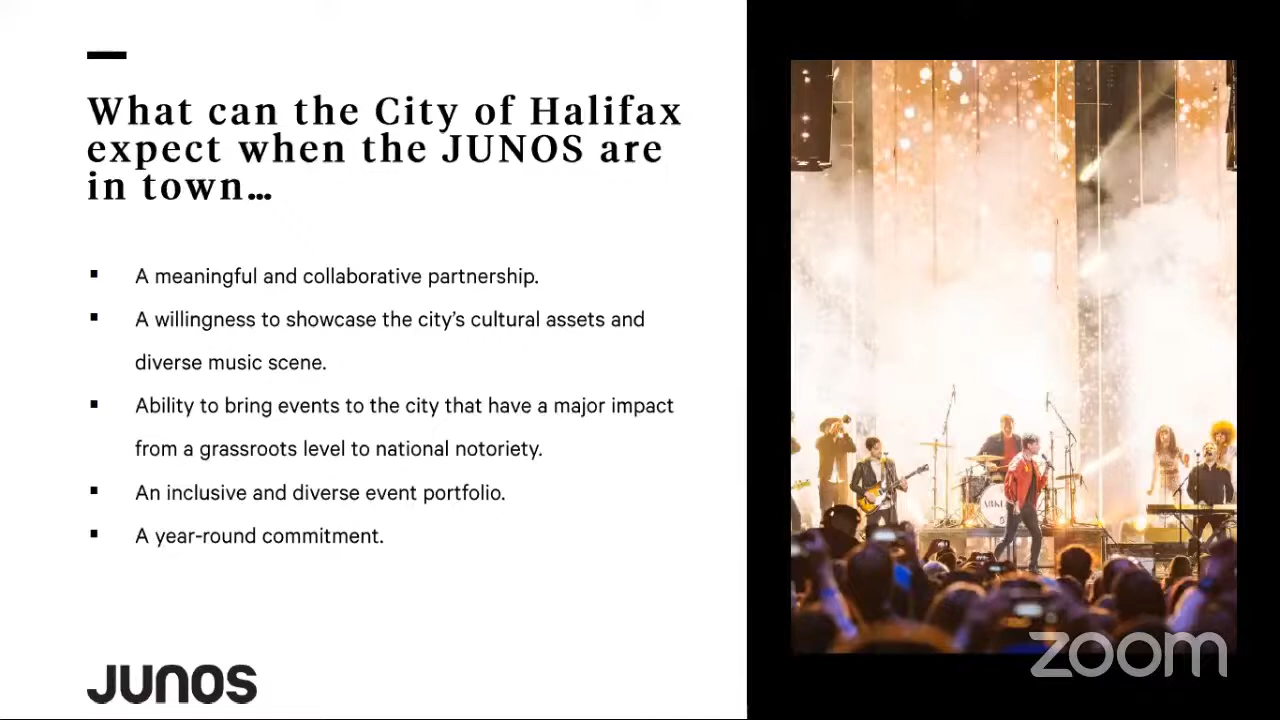 What can the City of Halifax
expect when the JUNOS are
in town…
▪ A meaningful and collaborative partnership.
▪ A willingness to showcase the city’s cultural assets and
diverse music scene.
▪ Ability to bring events to the city that have a major impact
from a grassroots level to national notoriety.
▪ An inclusive and diverse event portfolio.
▪ A year-round commitment.
JUNOS
zoom